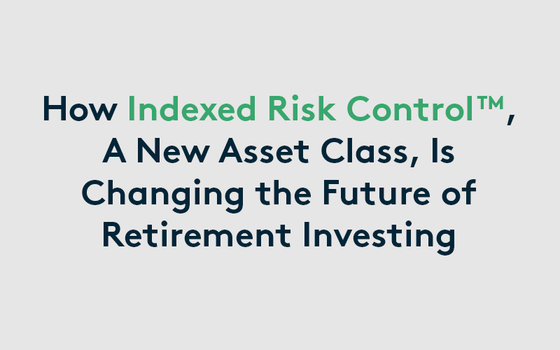 How Indexed Risk Control™,
A New Asset Class, Is
Changing the Future of
Retirement Investing